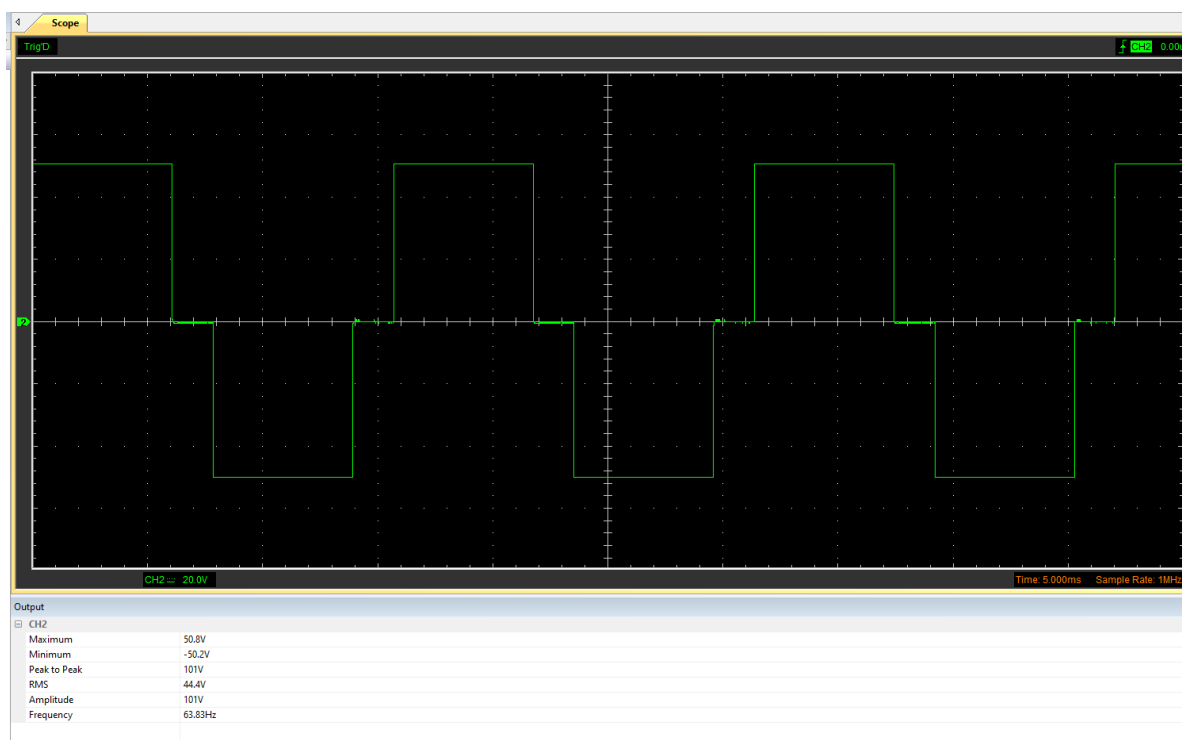 Scope
Trig'D
CH2 0.00u
2
CH2 20.0V
Time: 5.000ms Sample Rate: 1MHz
Output
CH2
Maximum 50.8V
Minimum -50.2V
Peak to Peak 101V
RMS 44.4V
Amplitude 101V
Frequency 63.83Hz